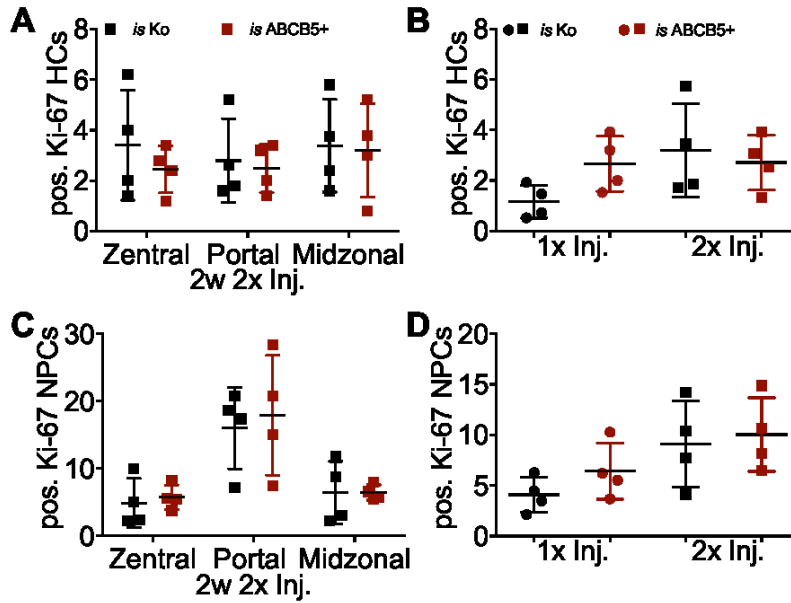 A
is Ko
is ABCB5+
pos. Ki-67 HCs
8
6
4
2
0
Zentral
Portal
Midzonal
2w 2x Inj.
B
is Ko
is ABCB5+
pos. Ki-67 HCs
8
6
4
2
0
1x Inj.
2x Inj.
C
pos. Ki-67 NPCs
30
20
10
0
Zentral
Portal
Midzonal
2w 2x Inj.
D
pos. Ki-67 NPCs
20
15
10
5
0
1x Inj.
2x Inj.